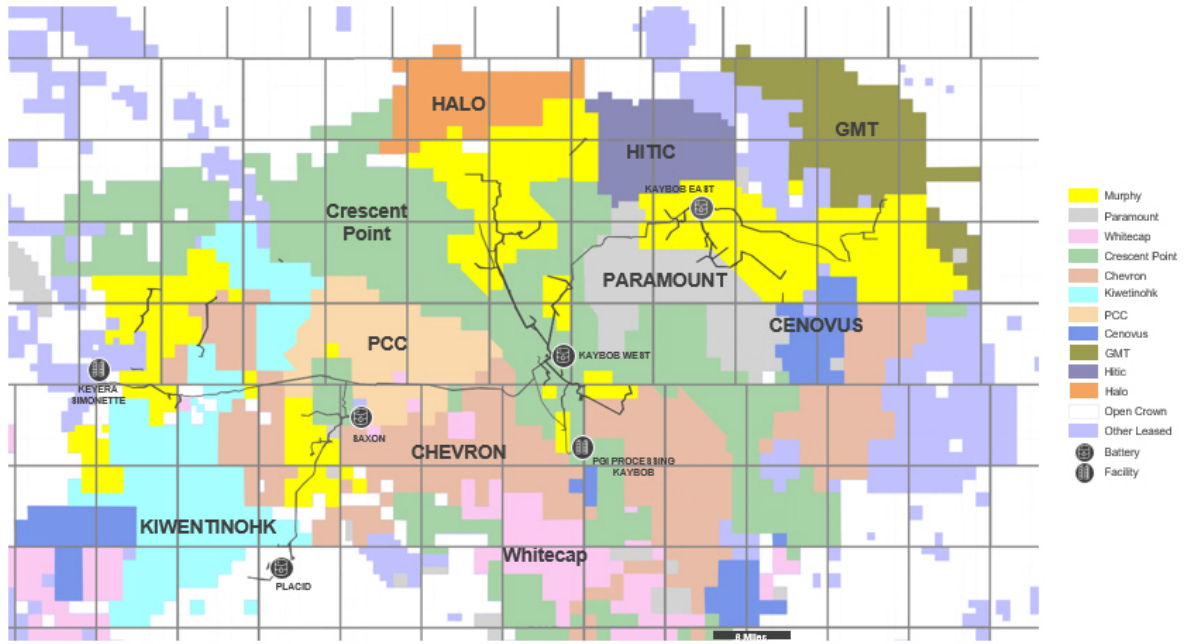 HALO
GMT
HITIC
KAYBOB EAST
Crescent
Point
PARAMOUNT
CENOVUS
PCC
KAYBOB WEST
KEYERA
SIMONETTE
SAXON
CHEVRON
PGI PROCESSING
KAYBOB
KIWENTINOHK
Whitecap
PLACID
8 Miles
Murphy
Paramount
Whitecap
Crescent Point
Chevron
Kiwetinohk
PCC
Cenovus
GMT
Hitic
Halo
Open Crown
Other Leased
Battery
Facility